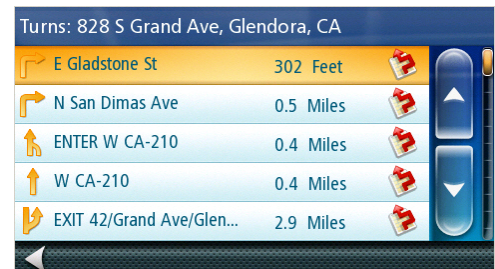 Turns: 828 S Grand Ave, Glendora, CA
E Gladstone St 302 Feet
N San Dimas Ave 0.5 Miles
ENTER W CA-210 0.4 Miles
W CA-210 0.4 Miles
EXIT 42/Grand Ave/Glen... 2.9 Miles